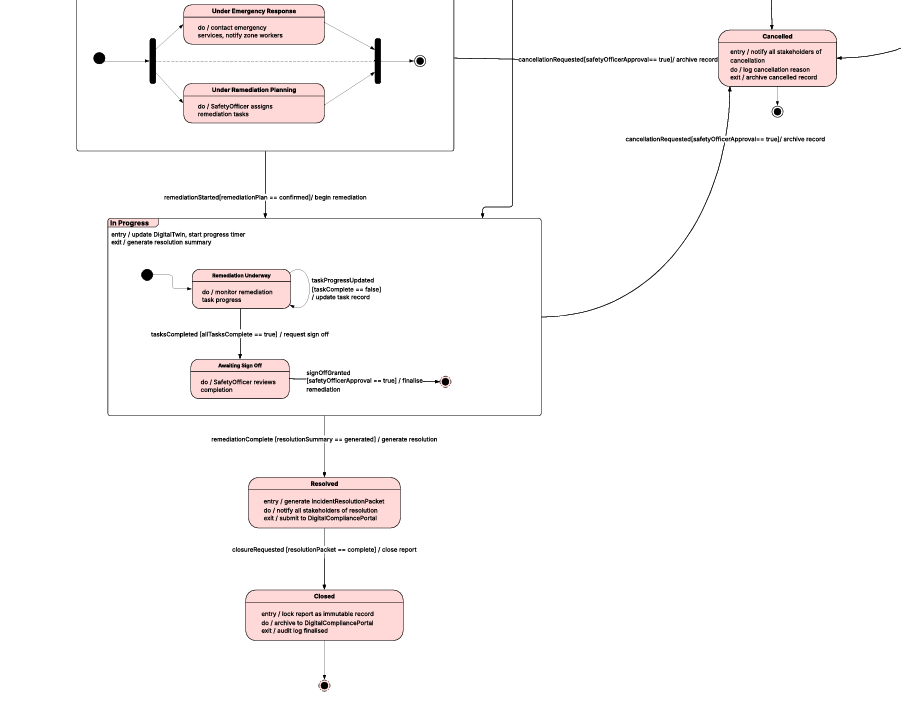 Under Emergency Response
do / contact emergency
services, notify zone workers
Under Remediation Planning
do / SafetyOfficer assigns
remediation tasks
cancellationRequested[safetyOfficerApproval== true]/ archive record
Cancelled
entry / notify all stakeholders of
cancellation
do / log cancellation reason
exit / archive cancelled record
cancellationRequested[safetyOfficerApproval== true]/ archive record
remediationStarted[remediationPlan == confirmed]/ begin remediation
In Progress
entry / update DigitalTwin, start progress timer
exit / generate resolution summary
Remediation Underway
do / monitor remediation
task progress
taskProgressUpdated
[taskComplete == false]
/ update task record
tasksCompleted [allTasksComplete == true] / request sign off
Awaiting Sign Off
do / SafetyOfficer reviews
completion
signOffGranted
[safetyOfficerApproval == true] / finalise
remediation
remediationComplete [resolutionSummary == generated] / generate resolution
Resolved
entry / generate IncidentResolutionPacket
do / notify all stakeholders of resolution
exit / submit to DigitalCompliancePortal
closureRequested [resolutionPacket == complete] / close report
Closed
entry / lock report as immutable record
do / archive to DigitalCompliancePortal
exit / audit log finalised